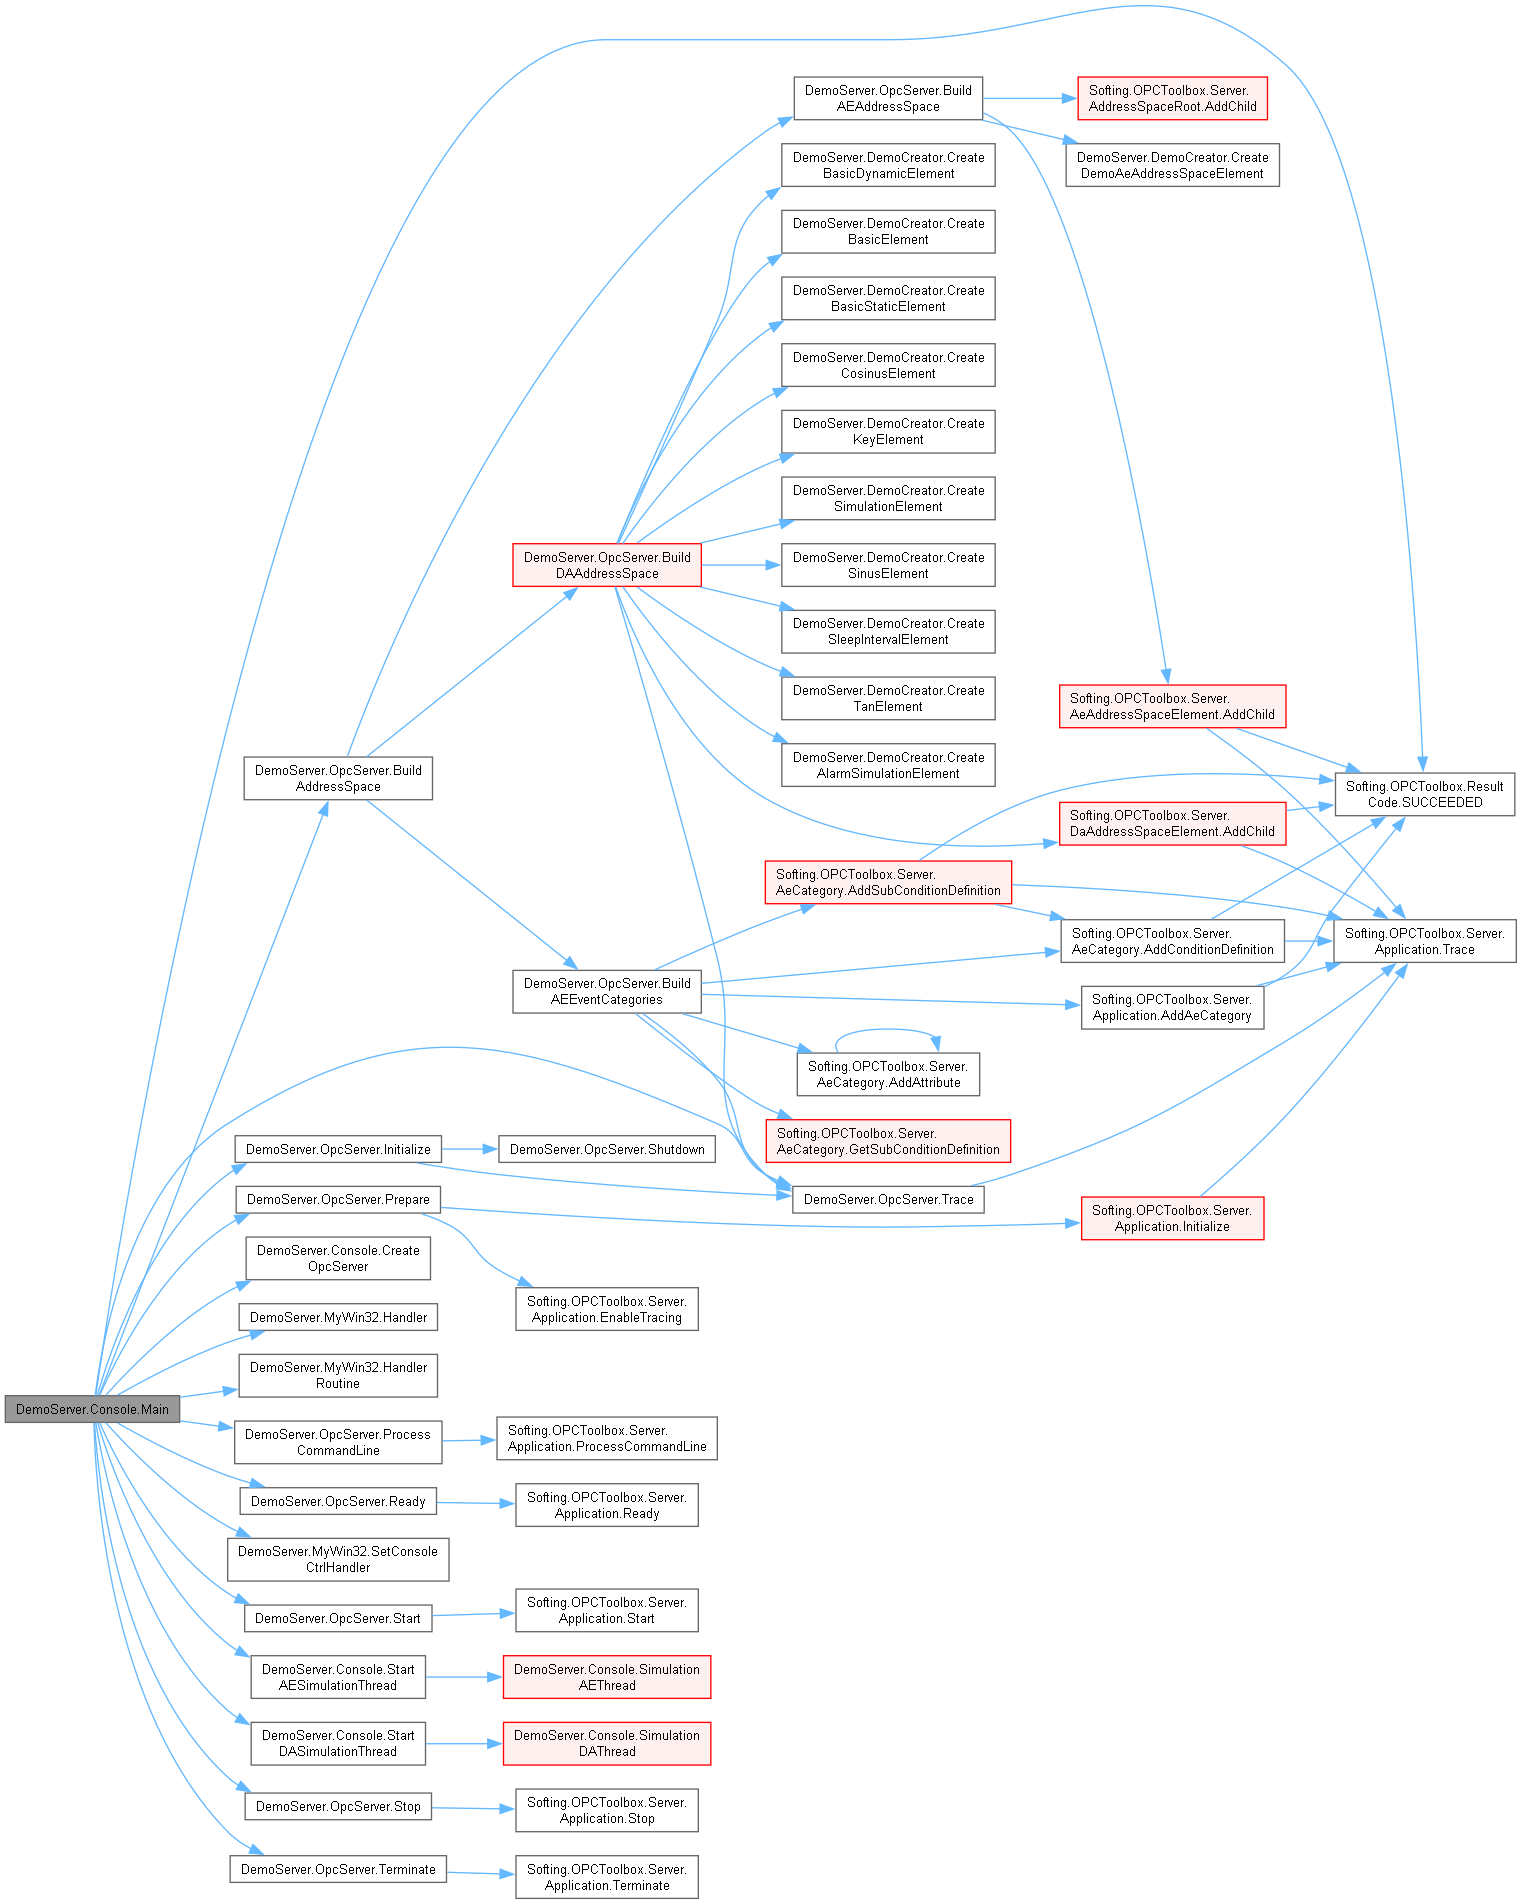 DemoServer.OpcServer.Build
AEAddressSpace
Softing.OPCToolbox.Server.
AddressSpaceRoot.AddChild
DemoServer.DemoCreator.Create
BasicDynamicElement
DemoServer.DemoCreator.Create
DemoAeAddressSpaceElement
DemoServer.DemoCreator.Create
BasicElement
DemoServer.DemoCreator.Create
BasicStaticElement
DemoServer.DemoCreator.Create
CosinusElement
DemoServer.DemoCreator.Create
KeyElement
DemoServer.DemoCreator.Create
SimulationElement
DemoServer.OpcServer.Build
DAAddressSpace
DemoServer.DemoCreator.Create
SinusElement
DemoServer.DemoCreator.Create
SleepIntervalElement
DemoServer.DemoCreator.Create
TanElement
Softing.OPCToolbox.Server.
AeAddressSpaceElement.AddChild
DemoServer.OpcServer.Build
AddressSpace
DemoServer.DemoCreator.Create
AlarmSimulationElement
Softing.OPCToolbox.Result
Code.SUCCEEDED
Softing.OPCToolbox.Server.
DaAddressSpaceElement.AddChild
Softing.OPCToolbox.Server.
AeCategory.AddSubConditionDefinition
Softing.OPCToolbox.Server.
AeCategory.AddConditionDefinition
Softing.OPCToolbox.Server.
Application.Trace
DemoServer.OpcServer.Build
AEEventCategories
Softing.OPCToolbox.Server.
Application.AddAeCategory
Softing.OPCToolbox.Server.
AeCategory.AddAttribute
Softing.OPCToolbox.Server.
AeCategory.GetSubConditionDefinition
DemoServer.OpcServer.Initialize
DemoServer.OpcServer.Shutdown
DemoServer.OpcServer.Prepare
DemoServer.OpcServer.Trace
Softing.OPCToolbox.Server.
Application.Initialize
DemoServer.Console.Create
OpcServer
Softing.OPCToolbox.Server.
Application.EnableTracing
DemoServer.MyWin32.Handler
DemoServer.MyWin32.Handler
Routine
DemoServer.Console.Main
DemoServer.OpcServer.Process
CommandLine
Softing.OPCToolbox.Server.
Application.ProcessCommandLine
DemoServer.OpcServer.Ready
Softing.OPCToolbox.Server.
Application.Ready
DemoServer.MyWin32.SetConsole
CtrlHandler
DemoServer.OpcServer.Start
Softing.OPCToolbox.Server.
Application.Start
DemoServer.Console.Start
AESimulationThread
DemoServer.Console.Simulation
AEThread
DemoServer.Console.Start
DASimulationThread
DemoServer.Console.Simulation
DAThread
DemoServer.OpcServer.Stop
Softing.OPCToolbox.Server.
Application.Stop
DemoServer.OpcServer.Terminate
Softing.OPCToolbox.Server.
Application.Terminate